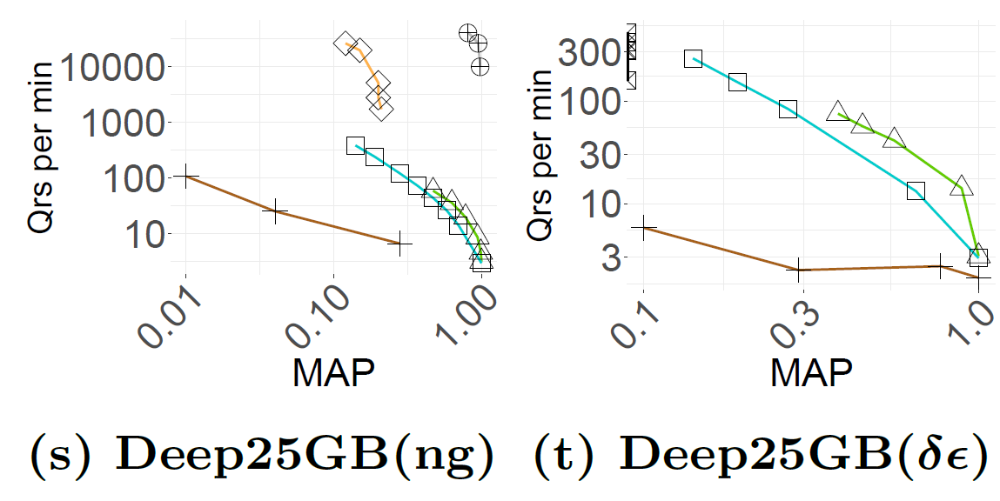 Qrs per min
10000
1000
100
10
0.01
0.10
1.00
MAP
(s) Deep25GB(ng)
Qrs per min
300
100
30
10
3
0.1
0.3
1.0
MAP
(t) Deep25GB(δϵ)